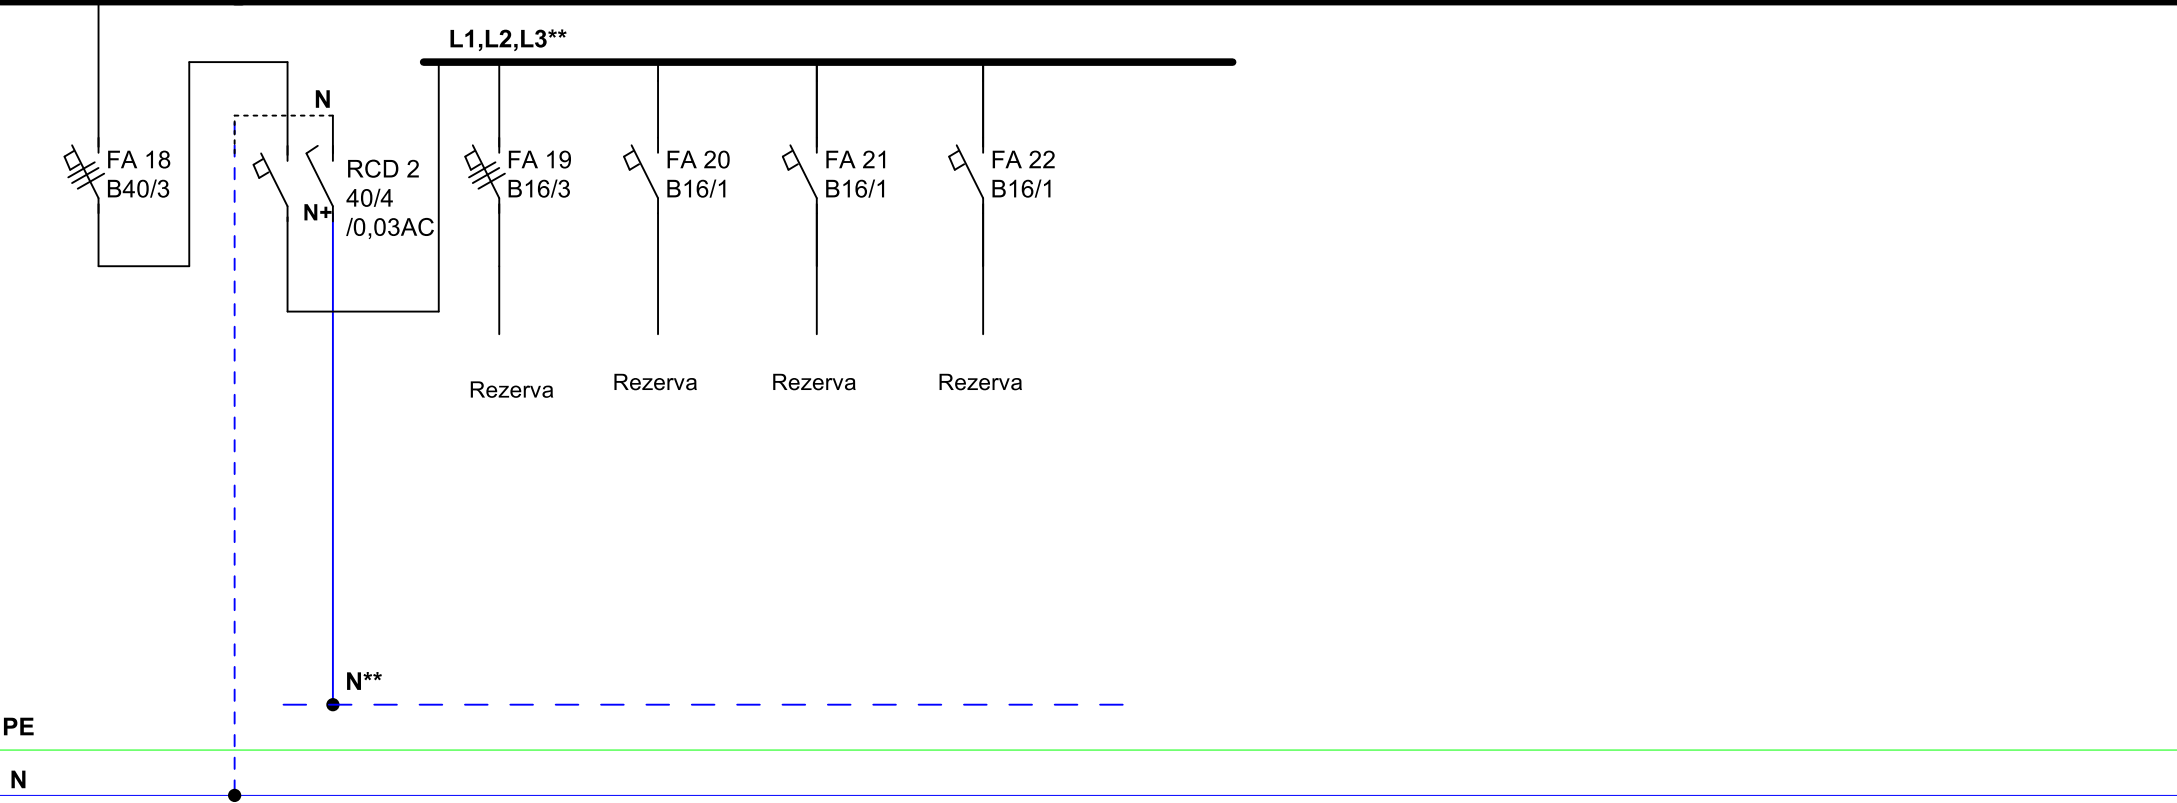 L1,L2,L3**
N
FA 18
B40/3
RCD 2
40/4
/0,03AC
N+
FA 19
B16/3
FA 20
B16/1
FA 21
B16/1
FA 22
B16/1
Rezerva
Rezerva
Rezerva
Rezerva
N**
PE
N